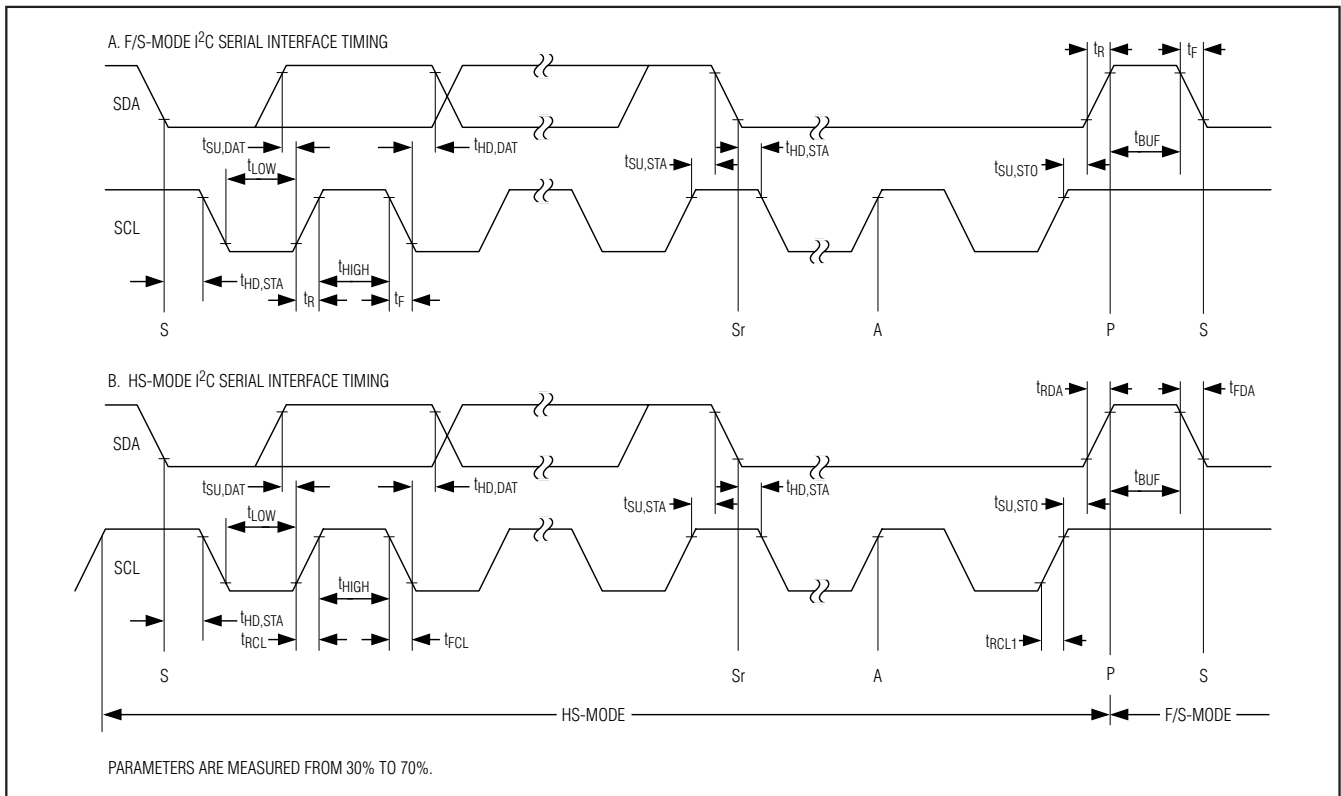 A. F/S-MODE I²C SERIAL INTERFACE TIMING
tR
tF
SDA
tSU,DAT
tHD,DAT
tLOW
tSU,STA
tHD,STA
tSU,STO
tBUF
SCL
tHD,STA
tHIGH
tR
tF
S
Sr
A
P
S
B. HS-MODE I²C SERIAL INTERFACE TIMING
tRDA
tFDA
SDA
tSU,DAT
tHD,DAT
tLOW
tSU,STA
tHD,STA
tSU,STO
tBUF
SCL
tHIGH
tHD,STA
tRCL
tFCL
tRCL1
S
Sr
A
P
S
HS-MODE
F/S-MODE
PARAMETERS ARE MEASURED FROM 30% TO 70%.